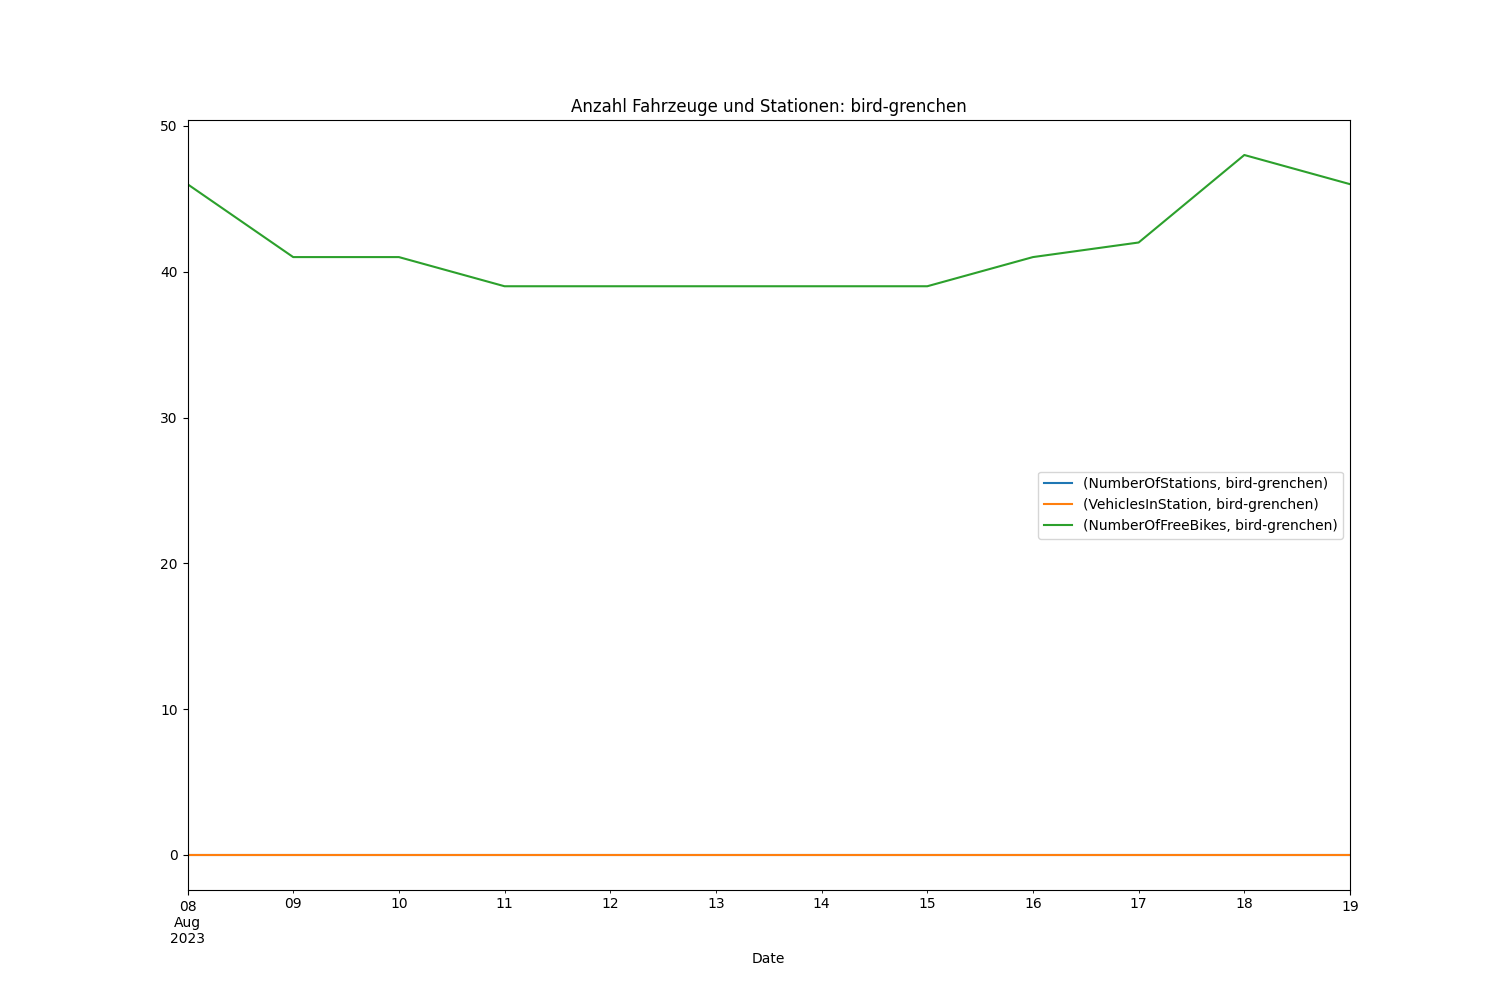 Anzahl Fahrzeuge und Stationen: bird-grenchen
50
40
30
20
10
0
(NumberOfStations, bird-grenchen)
(VehiclesInStation, bird-grenchen)
(NumberOfFreeBikes, bird-grenchen)
08 09 10 11 12 13 14 15 16 17 18 19
Aug
2023
Date